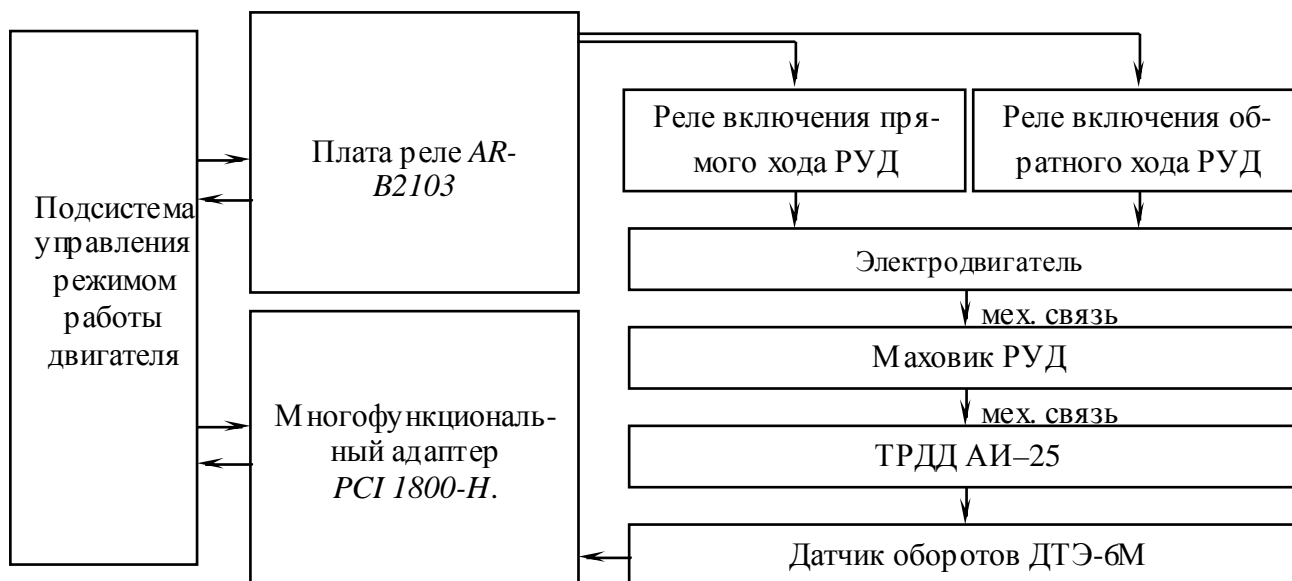 Подсистема
управления
режимом
работы
двигателя
Плата реле AR-
B2103
Многофункциональ-
ный адаптер
PCI 1800-H.
Реле включения пря-
мого хода РУД
Реле включения об-
ратного хода РУД
Электродвигатель
мех. связь
Маховик РУД
мех. связь
ТРДД АИ–25
Датчик оборотов ДТЭ-6М